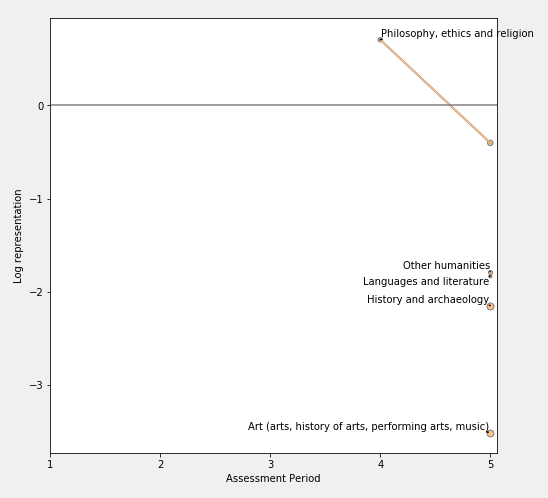 Philosophy, ethics and religion
0
Log representation
−1
Other humanities
Languages and literature
−2
History and archaeology
−3
Art (arts, history of arts, performing arts, music)
1 2 3 4 5
Assessment Period